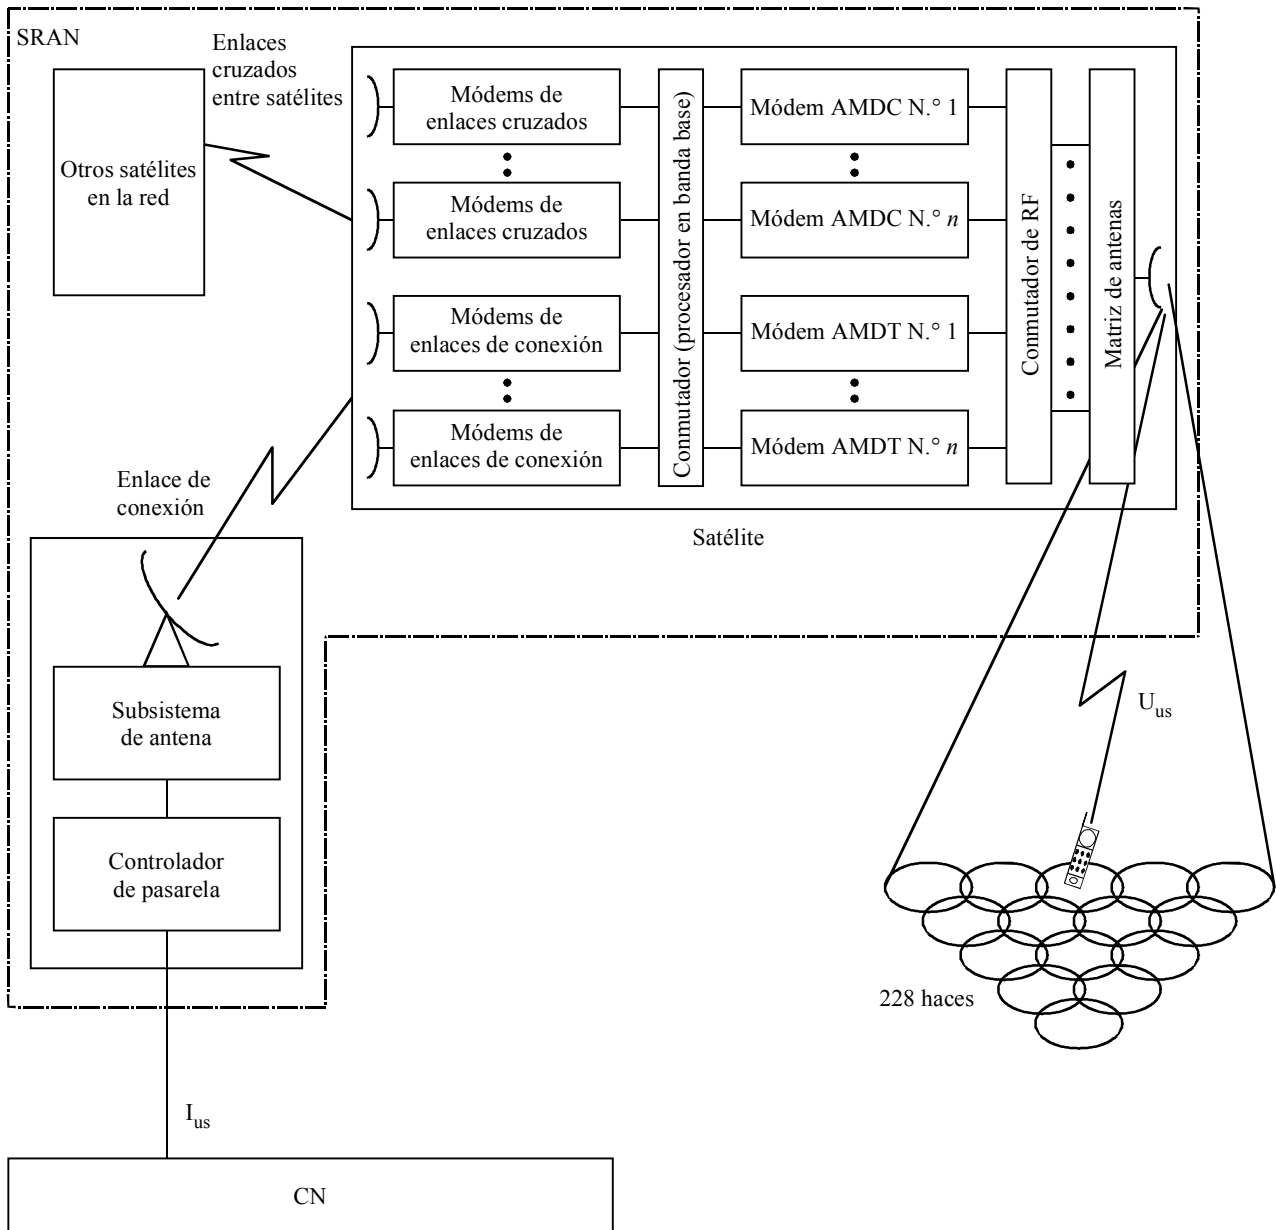 SRAN
Enlaces
cruzados
entre satélites
Otros satélites
en la red
Módems de
enlaces cruzados
Módems de
enlaces cruzados
Módems de
enlaces de conexión
Módems de
enlaces de conexión
Conmutador (procesador en banda base)
Módem AMDC N.° 1
Módem AMDC N.° n
Módem AMDT N.° 1
Módem AMDT N.° n
Conmutador de RF
Matriz de antenas
Satélite
Enlace de
conexión
Subsistema
de antena
Controlador
de pasarela
U_us
228 haces
I_us
CN